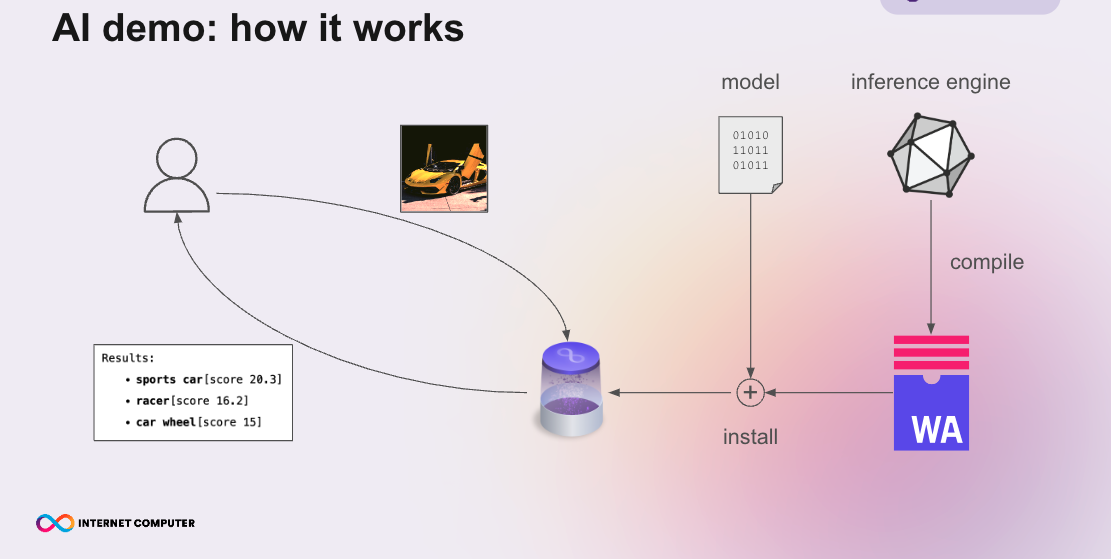 AI demo: how it works
model
inference engine
01010
11011
01011
compile
Results:
• sports car[score 20.3]
• racer[score 16.2]
• car wheel[score 15]
+
WA
install
INTERNET COMPUTER